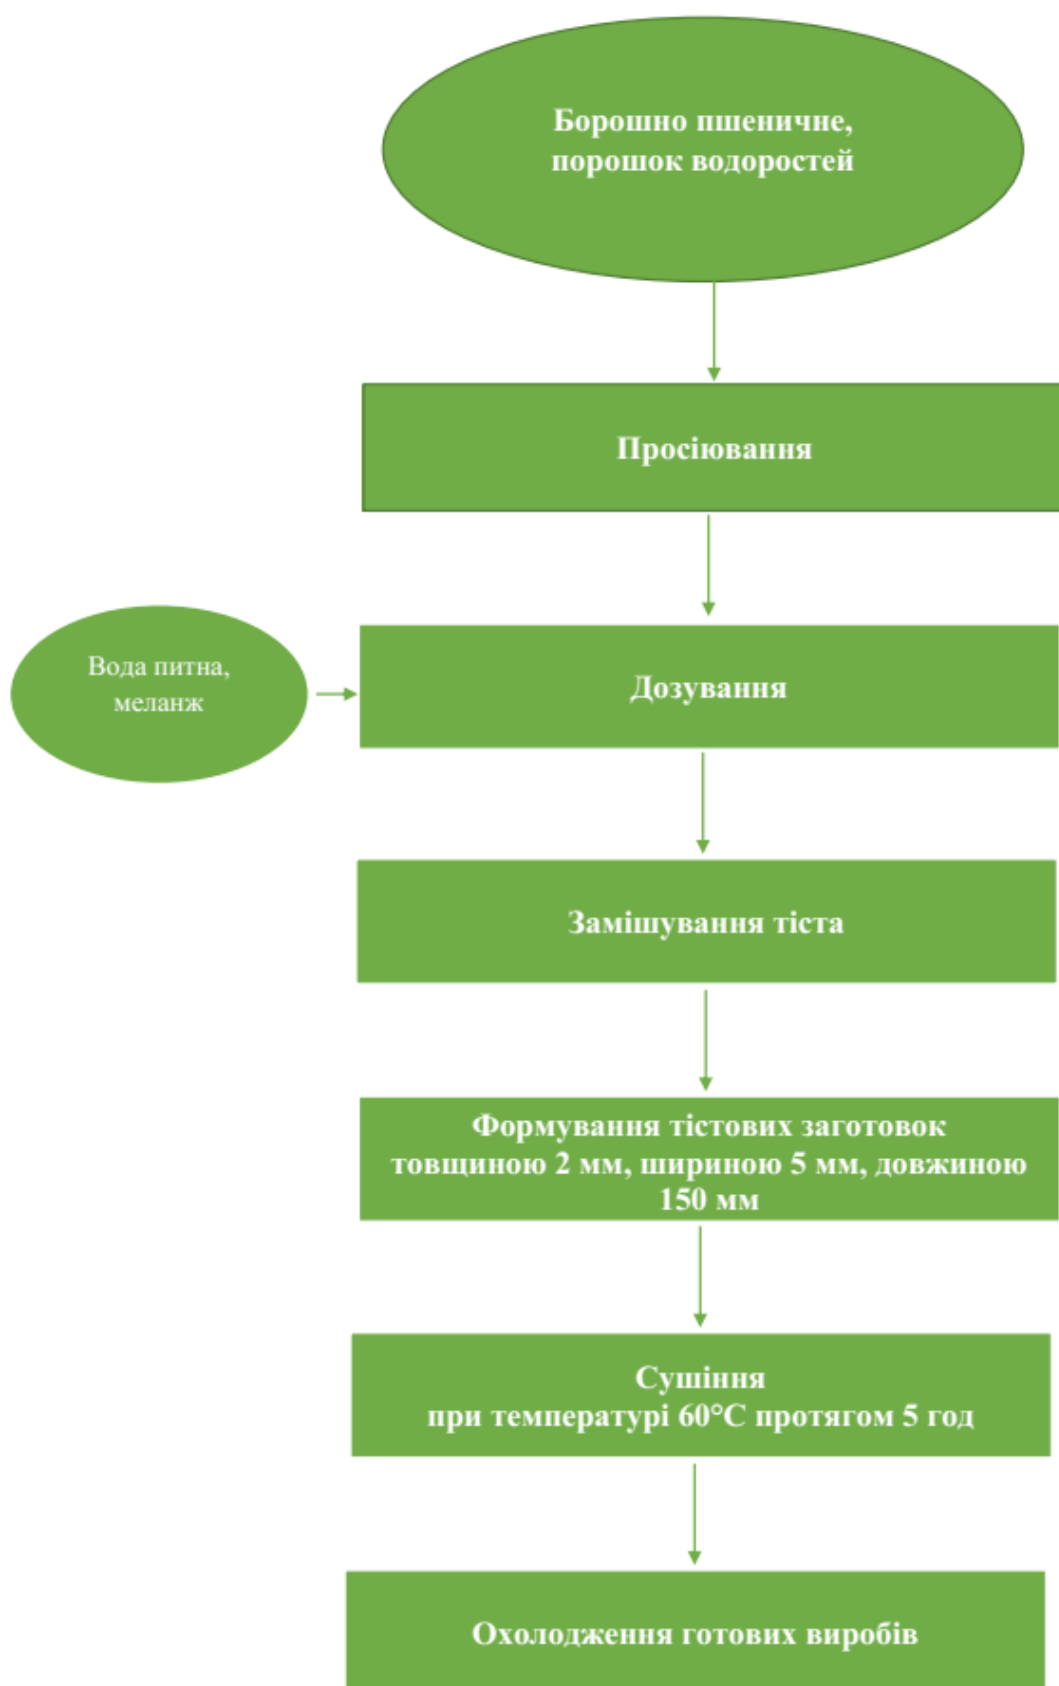 Борошно пшеничне,
порошок водоростей
Просіювання
Вода питна,
меланж
Дозування
Замішування тіста
Формування тістових заготовок
товщиною 2 мм, шириною 5 мм, довжиною
150 мм
Сушіння
при температурі 60°С протягом 5 год
Охолодження готових виробів